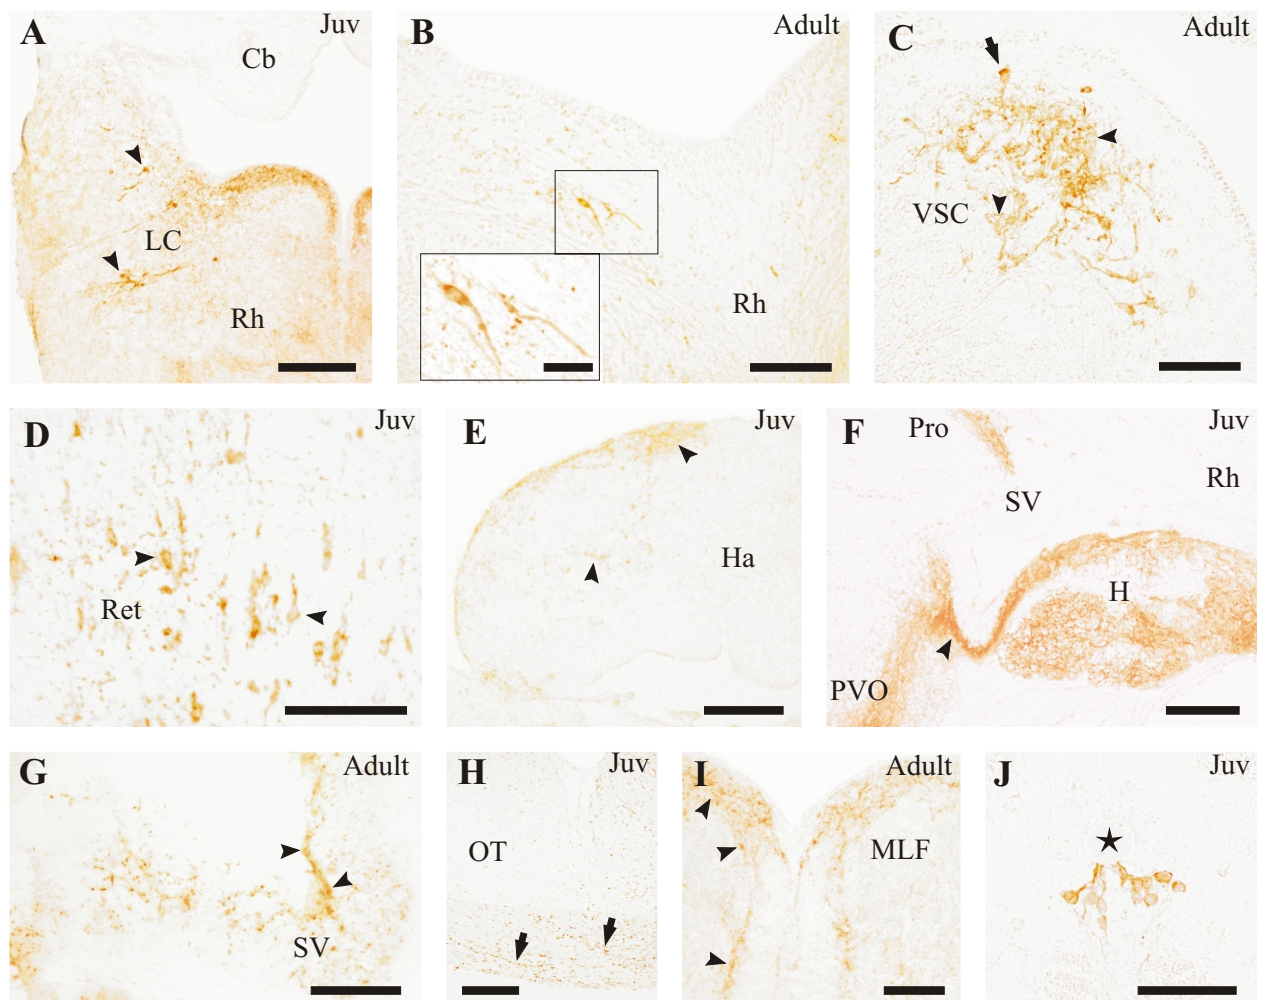 A Juv
Cb
LC
Rh
B Adult
Rh
C Adult
VSC
D Juv
Ret
E Juv
Ha
F Pro Juv
Rh
SV
H
PVO
G Adult
SV
H Juv
OT
I Adult
MLF
J Juv